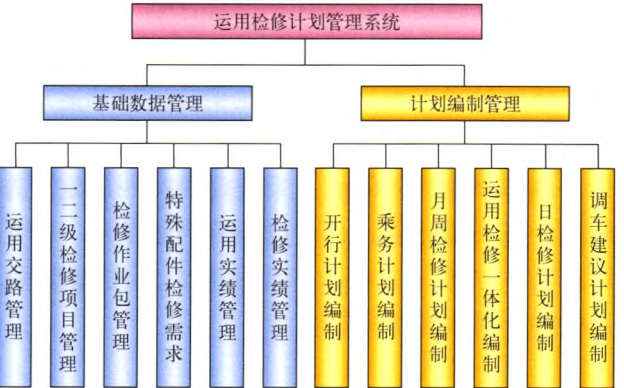 运用检修计划管理系统
基础数据管理
计划编制管理
运用交路管理
一二级检修项目管理
检修作业包管理
特殊配件检修需求
运用实绩管理
检修实绩管理
开行计划编制
乘务计划编制
月周检修计划编制
运用检修一体化编制
日检修计划编制
调车建议计划编制